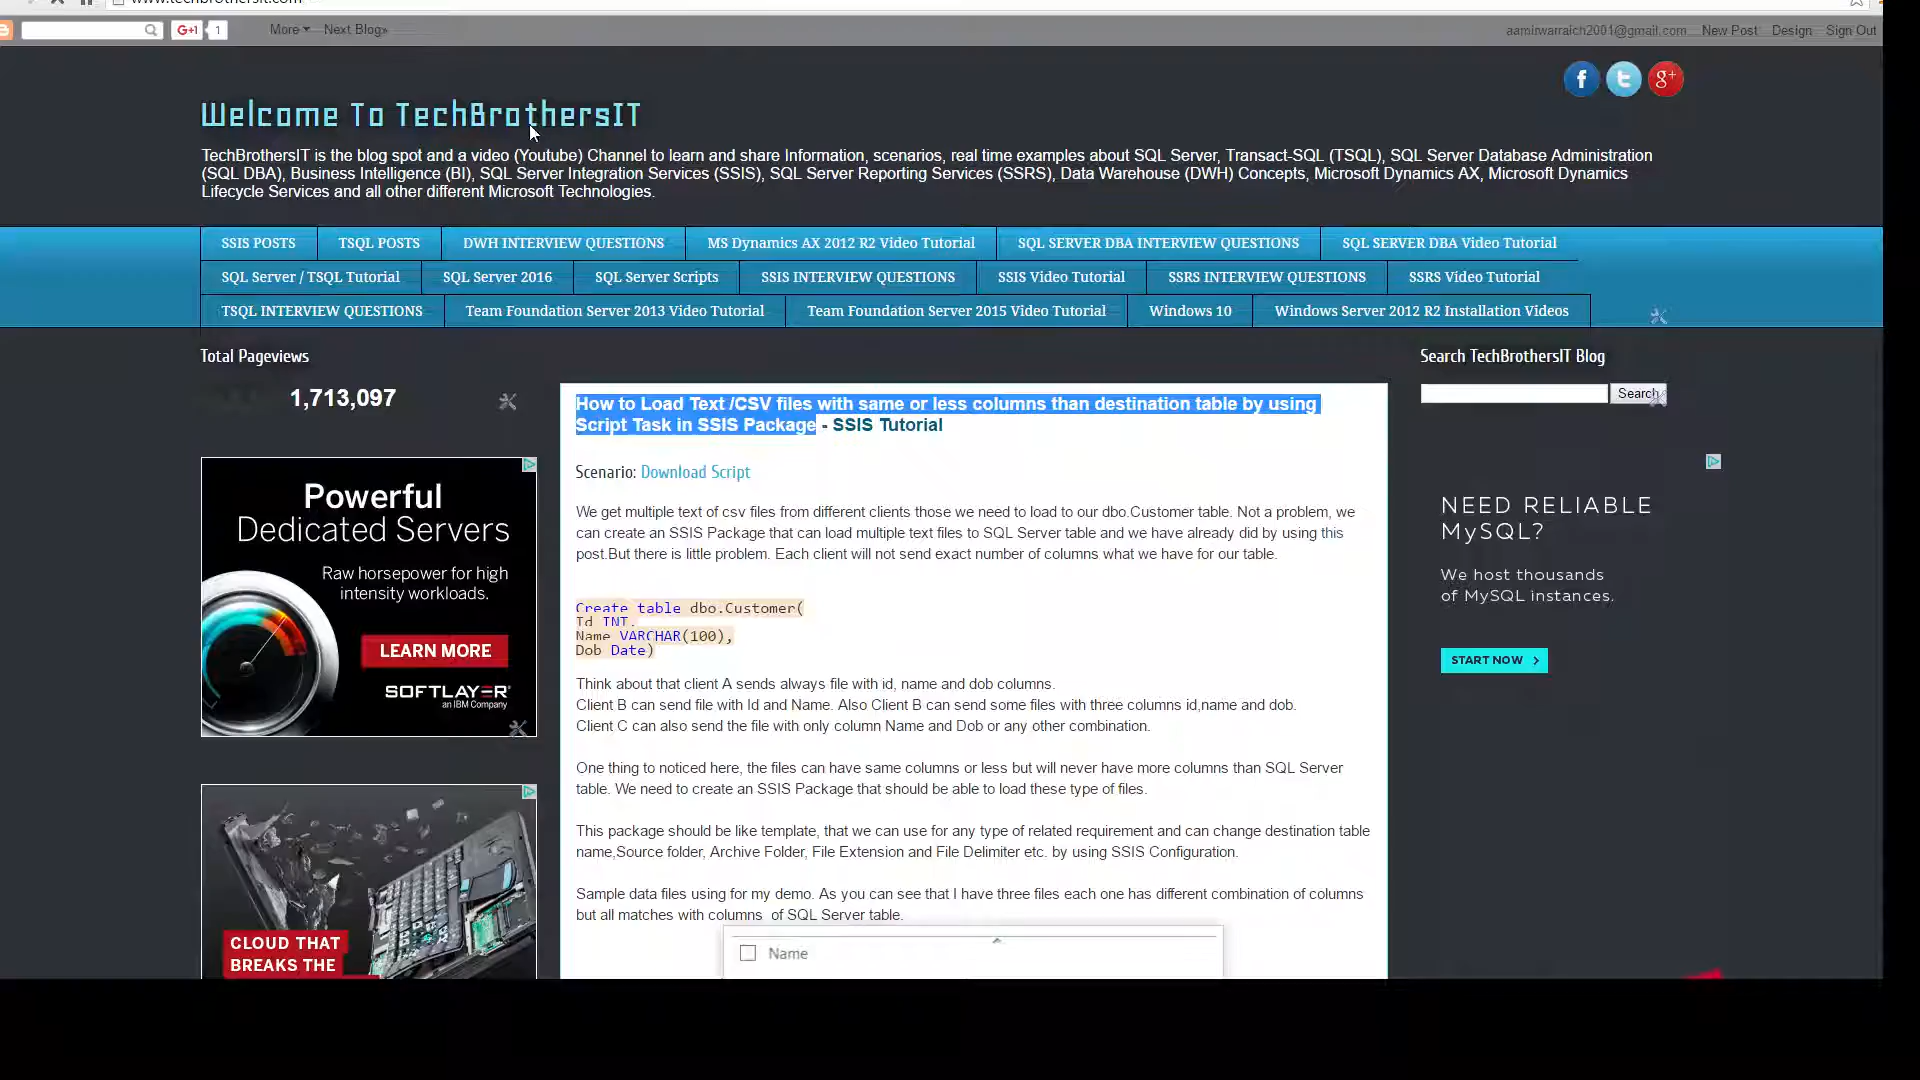 www.techbrothersit.com
G+1 1 More Next Blog»
aamirwarraich2001@gmail.com New Post Design Sign Out
Welcome To TechBrothersIT
TechBrothersIT is the blog spot and a video (Youtube) Channel to learn and share Information, scenarios, real time examples about SQL Server, Transact-SQL (TSQL), SQL Server Database Administration
(SQL DBA), Business Intelligence (BI), SQL Server Integration Services (SSIS), SQL Server Reporting Services (SSRS), Data Warehouse (DWH) Concepts, Microsoft Dynamics AX, Microsoft Dynamics
Lifecycle Services and all other different Microsoft Technologies.
SSIS POSTS TSQL POSTS DWH INTERVIEW QUESTIONS MS Dynamics AX 2012 R2 Video Tutorial SQL SERVER DBA INTERVIEW QUESTIONS SQL SERVER DBA Video Tutorial
SQL Server / TSQL Tutorial SQL Server 2016 SQL Server Scripts SSIS INTERVIEW QUESTIONS SSIS Video Tutorial SSRS INTERVIEW QUESTIONS SSRS Video Tutorial
TSQL INTERVIEW QUESTIONS Team Foundation Server 2013 Video Tutorial Team Foundation Server 2015 Video Tutorial Windows 10 Windows Server 2012 R2 Installation Videos
Total Pageviews
1,713,097
Powerful
Dedicated Servers
Raw horsepower for high
intensity workloads.
LEARN MORE
SOFTLAYER
an IBM Company
CLOUD THAT
BREAKS THE
How to Load Text /CSV files with same or less columns than destination table by using
Script Task in SSIS Package - SSIS Tutorial
Scenario: Download Script
We get multiple text of csv files from different clients those we need to load to our dbo.Customer table. Not a problem, we
can create an SSIS Package that can load multiple text files to SQL Server table and we have already did by using this
post.But there is little problem. Each client will not send exact number of columns what we have for our table.
Create table dbo.Customer(
Id INT,
Name VARCHAR(100),
Dob Date)
Think about that client A sends always file with id, name and dob columns.
Client B can send file with Id and Name. Also Client B can send some files with three columns id,name and dob.
Client C can also send the file with only column Name and Dob or any other combination.
One thing to noticed here, the files can have same columns or less but will never have more columns than SQL Server
table. We need to create an SSIS Package that should be able to load these type of files.
This package should be like template, that we can use for any type of related requirement and can change destination table
name,Source folder, Archive Folder, File Extension and File Delimiter etc. by using SSIS Configuration.
Sample data files using for my demo. As you can see that I have three files each one has different combination of columns
but all matches with columns of SQL Server table.
Name
Search TechBrothersIT Blog
Search
NEED RELIABLE
MySQL?
We host thousands
of MySQL instances.
START NOW